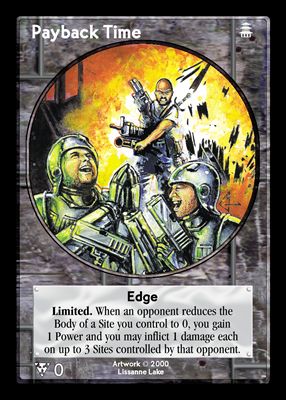 Payback Time
Edge
Limited. When an opponent reduces the
Body of a Site you control to 0, you gain
1 Power and you may inflict 1 damage each
on up to 3 Sites controlled by that opponent.
0
Artwork © 2000
Lissanne Lake